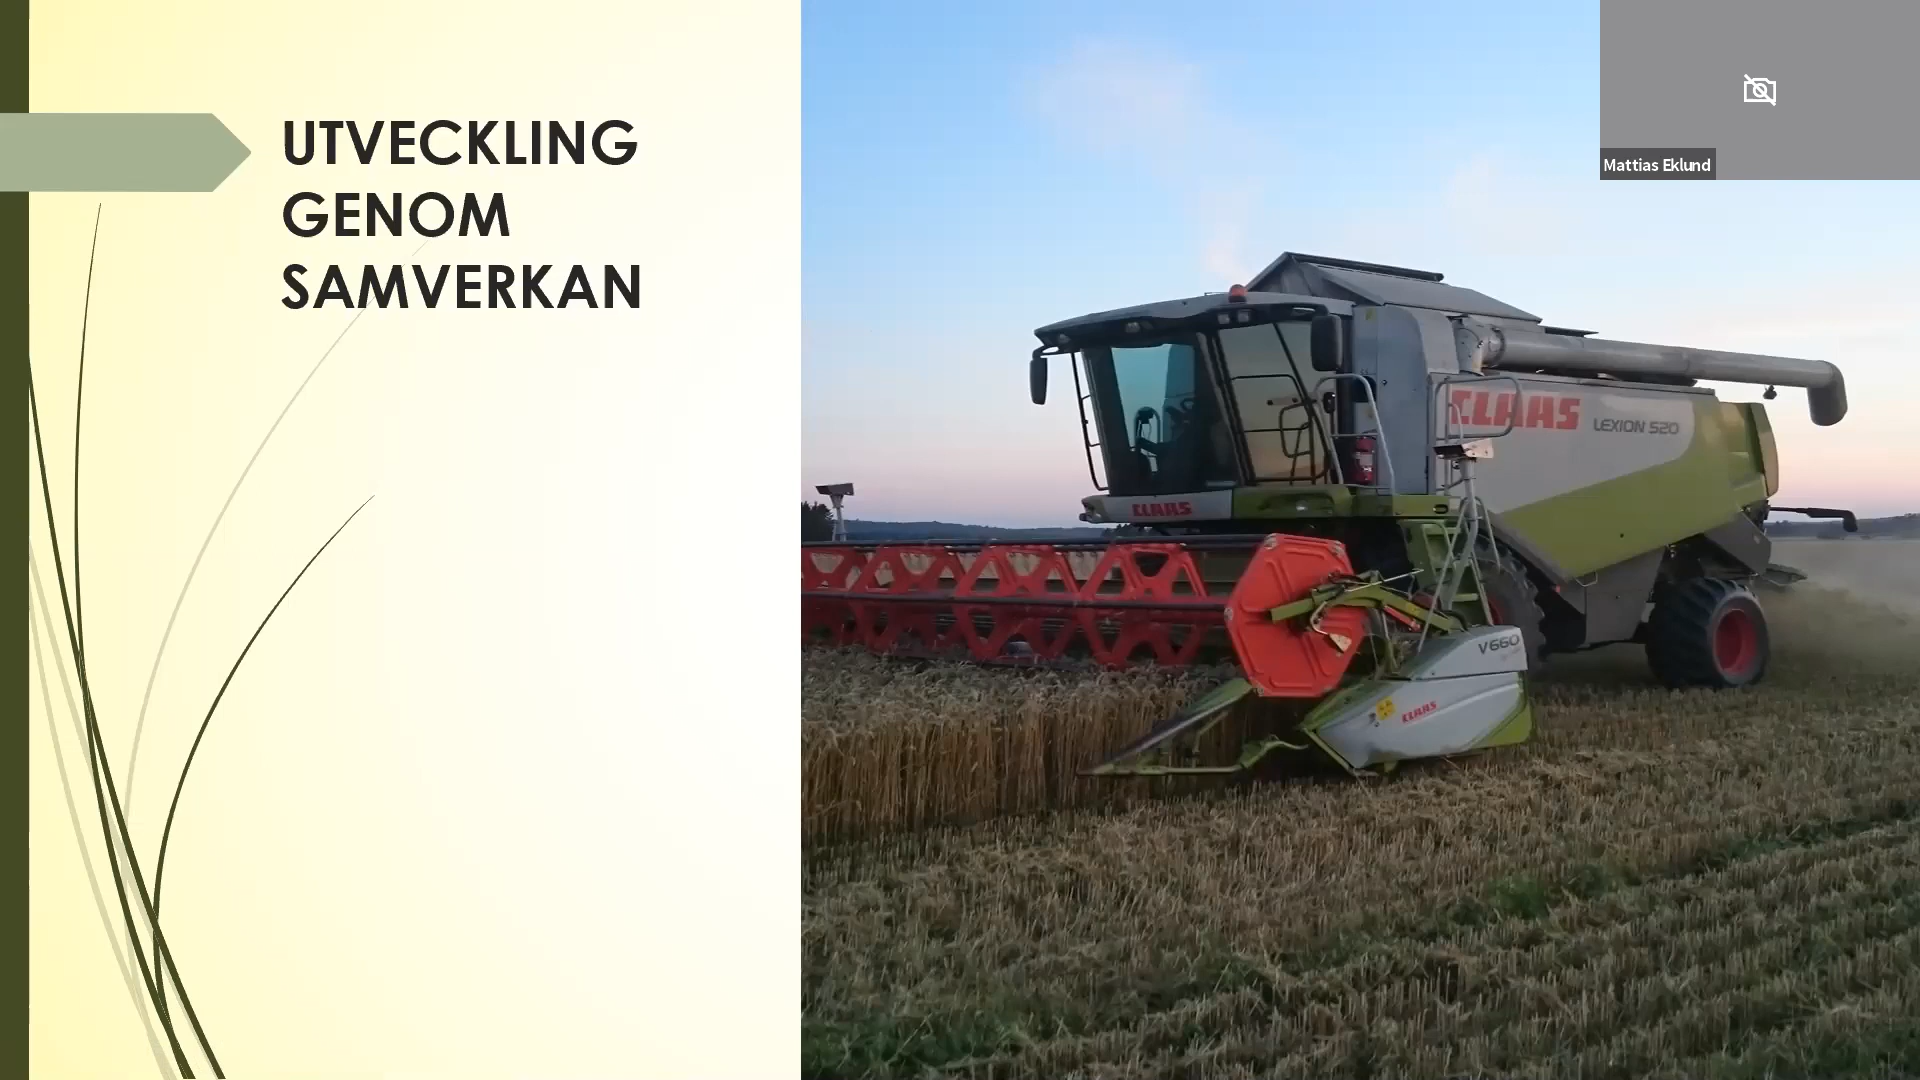 UTVECKLING
GENOM
SAMVERKAN
Mattias Eklund
CLAAS LEXION 520
CLAAS
V660
CLAAS